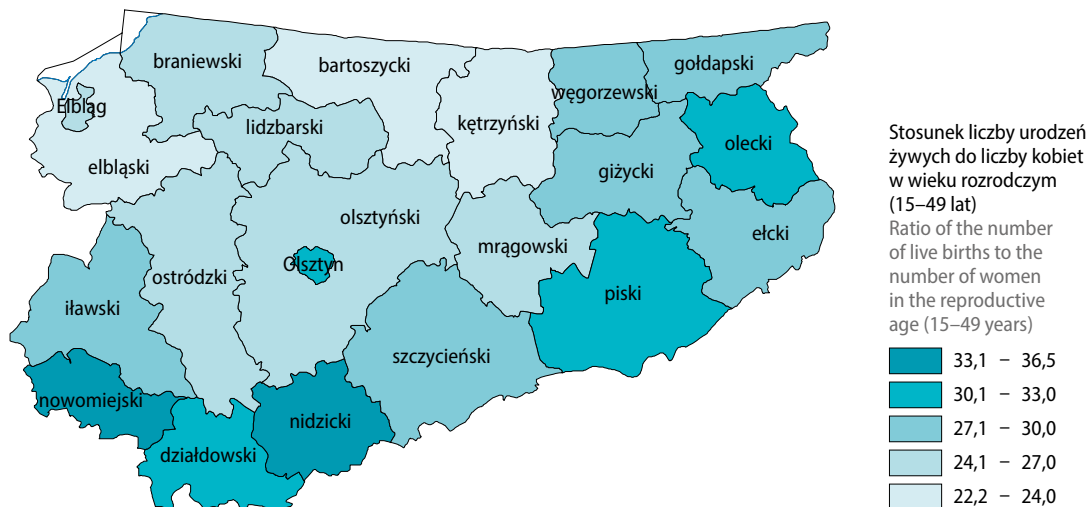 braniewski
bartoszycki
gołdapski
węgorzewski
Elbląg
lidzbarski
kętrzyński
olecki
elbląski
giżycki
olsztyński
mrągowski
ełcki
Olsztyn
ostródzki
piski
iławski
szczycieński
nowomiejski
nidzicki
działdowski
Stosunek liczby urodzeń
żywych do liczby kobiet
w wieku rozrodczym
(15–49 lat)
Ratio of the number
of live births to the
number of women
in the reproductive
age (15–49 years)
33,1 – 36,5
30,1 – 33,0
27,1 – 30,0
24,1 – 27,0
22,2 – 24,0